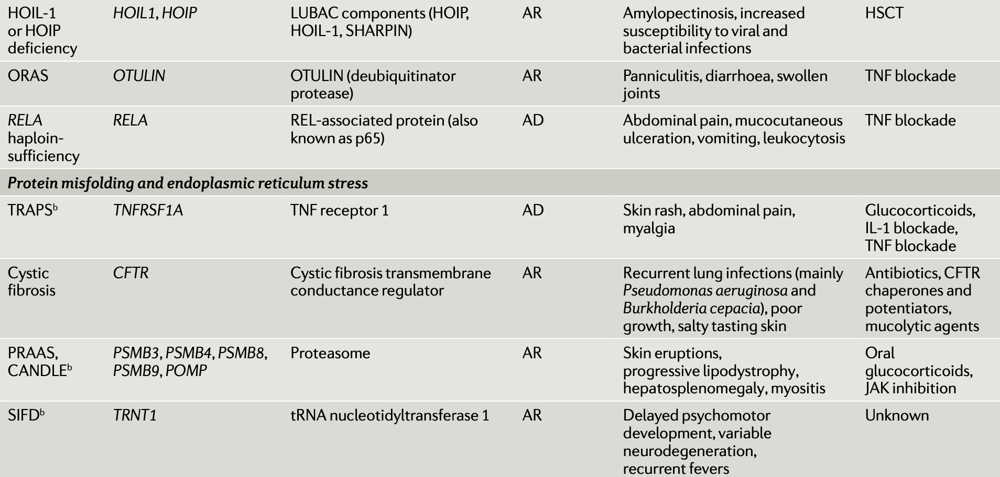 HOIL-1 HOIL1, HOIP LUBAC components (HOIP, AR Amylopectinosis, increased HSCT
or HOIP HOIL-1, SHARPIN) susceptibility to viral and
deficiency bacterial infections
ORAS OTULIN OTULIN (deubiquitinator AR Panniculitis, diarrhoea, swollen TNF blockade
protease) joints
RELA RELA REL-associated protein (also AD Abdominal pain, mucocutaneous TNF blockade
haploin- known as p65) ulceration, vomiting, leukocytosis
sufficiency
Protein misfolding and endoplasmic reticulum stress
TRAPSᵇ TNFRSF1A TNF receptor 1 AD Skin rash, abdominal pain, Glucocorticoids,
myalgia IL-1 blockade,
TNF blockade
Cystic CFTR Cystic fibrosis transmembrane AR Recurrent lung infections (mainly Antibiotics, CFTR
fibrosis conductance regulator Pseudomonas aeruginosa and chaperones and
Burkholderia cepacia), poor potentiators,
growth, salty tasting skin mucolytic agents
PRAAS, PSMB3, PSMB4, PSMB8, Proteasome AR Skin eruptions, Oral
CANDLEᵇ PSMB9, POMP progressive lipodystrophy, glucocorticoids,
hepatosplenomegaly, myositis JAK inhibition
SIFDᵇ TRNT1 tRNA nucleotidyltransferase 1 AR Delayed psychomotor Unknown
development, variable
neurodegeneration,
recurrent fevers